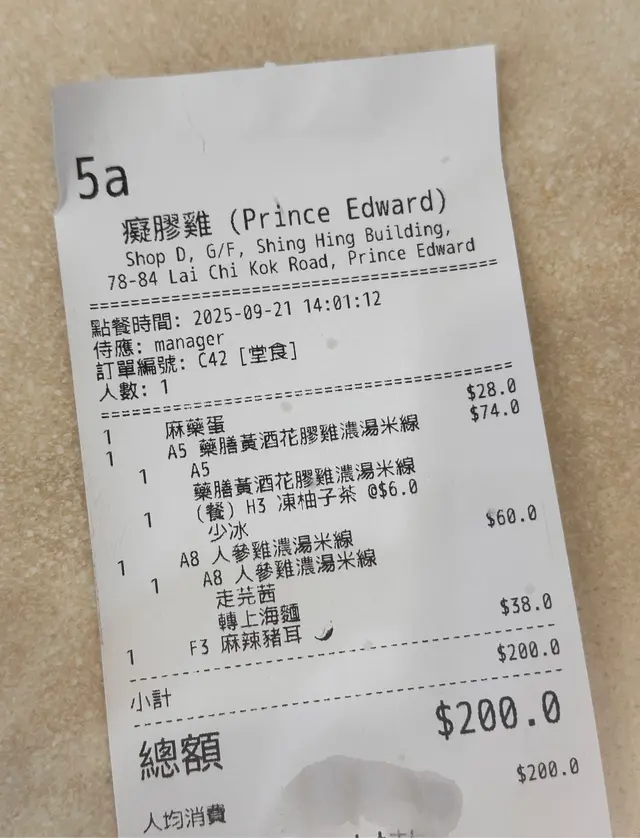 5a
癡膠雞 (Prince Edward)
Shop D, G/F, Shing Hing Building,
78-84 Lai Chi Kok Road, Prince Edward
點餐時間: 2025-09-21 14:01:12
侍應: manager
訂單編號: C42 [堂食]
人數: 1
1 麻藥蛋 $28.0
1 A5 藥膳黃酒花膠雞濃湯米線 $74.0
1 A5
藥膳黃酒花膠雞濃湯米線
1 (餐) H3 凍柚子茶 @$6.0
少冰
1 A8 人參雞濃湯米線 $60.0
1 A8 人參雞濃湯米線
走芫茜
轉上海麵
1 F3 麻辣豬耳 🌶 $38.0
小計 $200.0
總額 $200.0
人均消費 $200.0